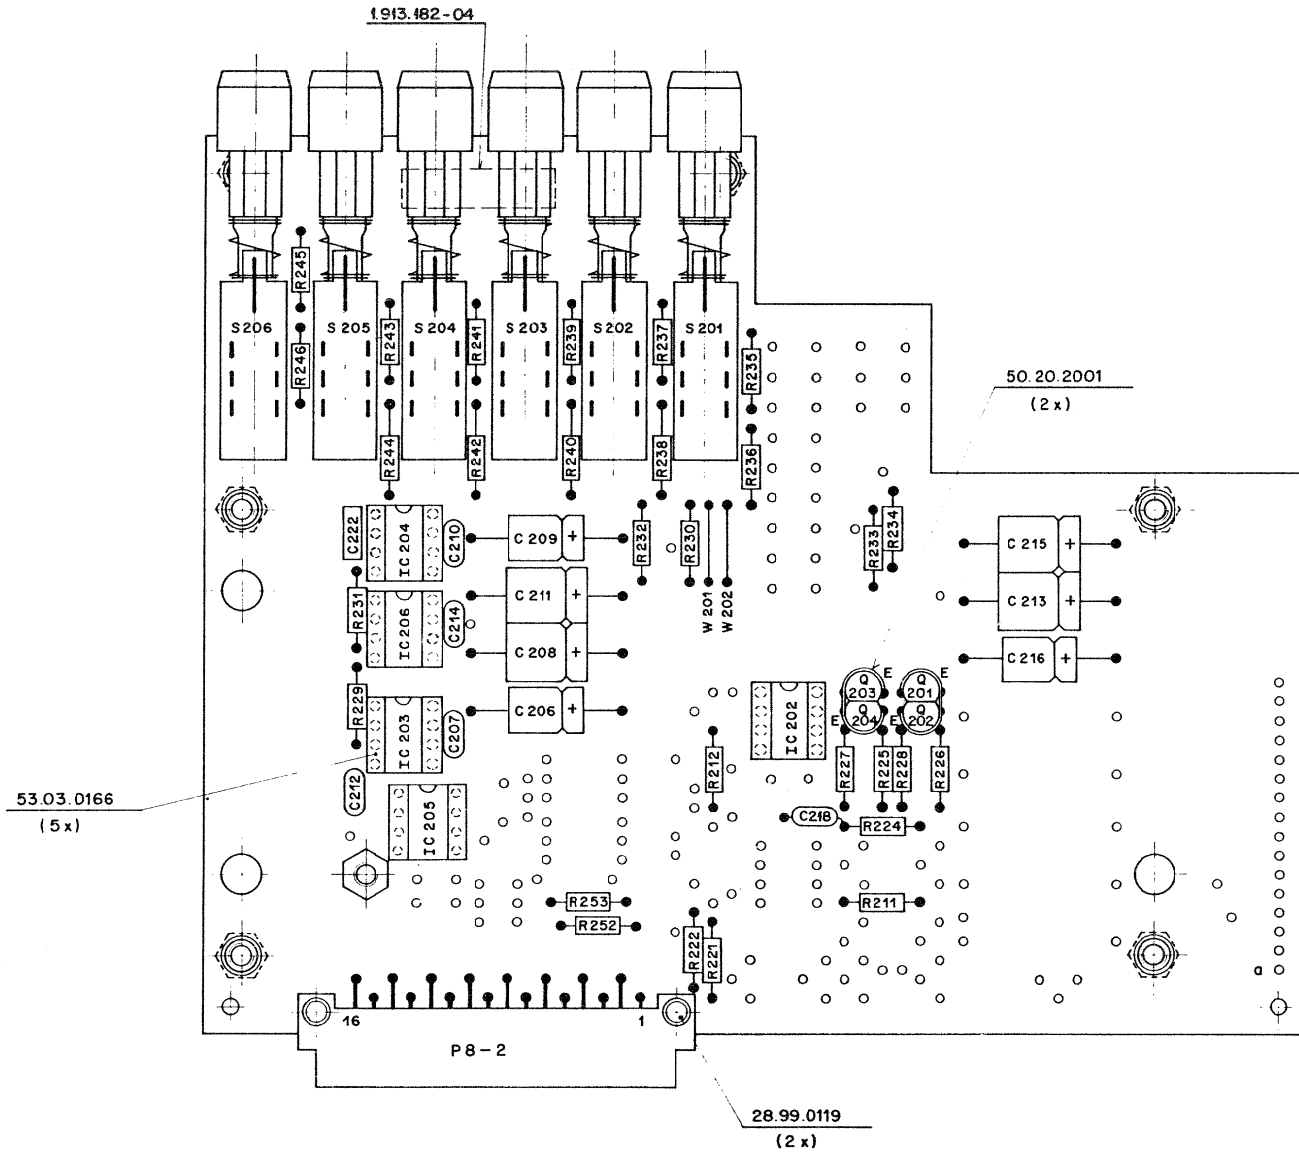 1.913.182-04
R245
S206
S205
S204
S203
S202
S201
R246
R243
R241
R239
R237
R235
50.20.2001
(2x)
R244
R242
R240
R238
R236
C222
IC204
C210
C209
+
R232
R230
R233
R234
C215
+
R231
IC206
C214
C211
+
W201
W202
C213
+
C208
+
C216
+
R229
IC203
C207
C206
+
IC202
E
Q
203
Q
204
E
E
Q
201
Q
202
E
53.03.0166
(5x)
C212
IC205
R212
R227
R225
R228
R226
C218
R224
R253
R252
R211
R222
R221
a
16
1
P8-2
28.99.0119
(2x)